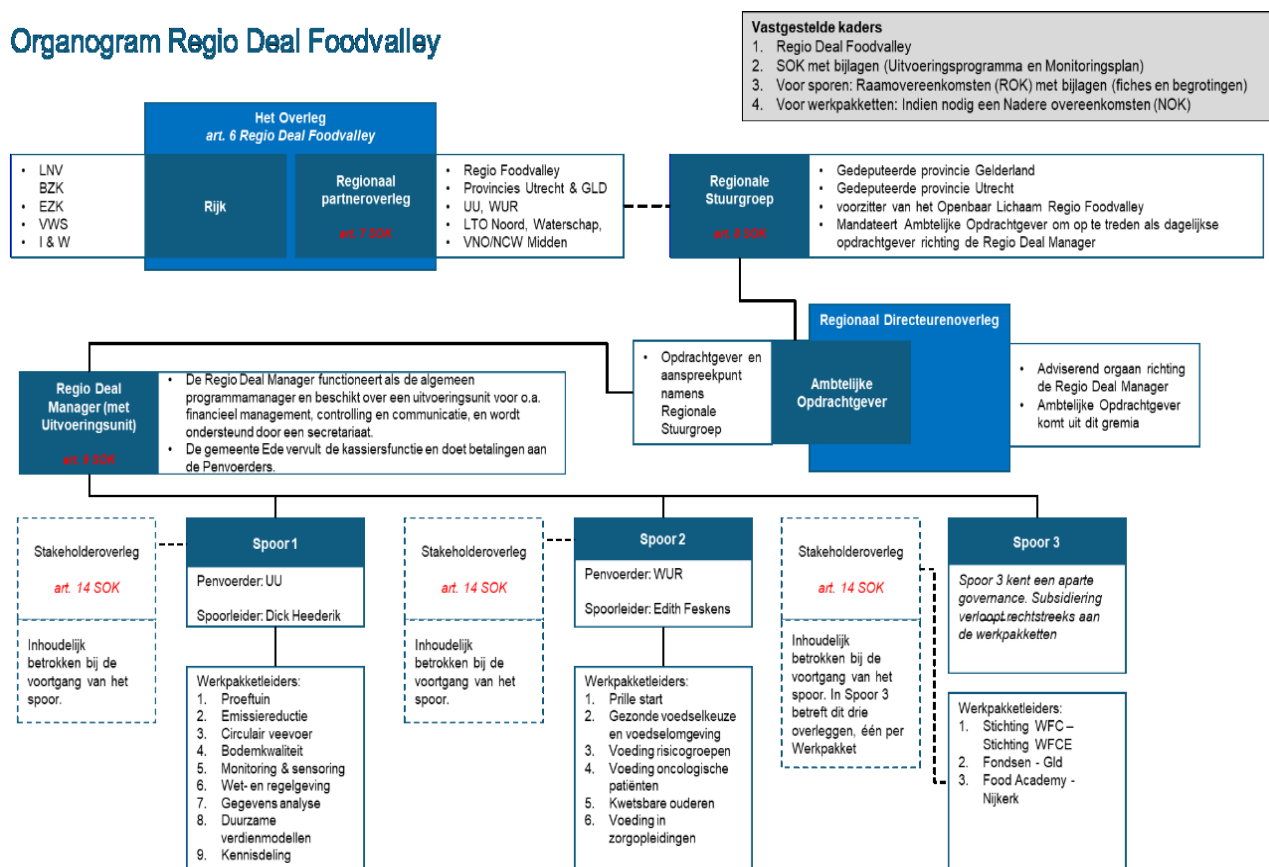 Organogram Regio Deal Foodvalley
Vastgestelde kaders
1. Regio Deal Foodvalley
2. SOK met bijlagen (Uitvoeringsprogramma en Monitoringsplan)
3. Voor sporen: Raamovereenkomsten (ROK) met bijlagen (fiches en begrotingen)
4. Voor werkpakketten: Indien nodig een Nadere overeenkomsten (NOK)
Het Overleg
art. 6 Regio Deal Foodvalley
• LNV
BZK
• EZK
• VWS
• I & W
Rijk
Regionaal
partneroverleg
art. 7 SOK
• Regio Foodvalley
• Provincies Utrecht & GLD
• UU, WUR
• LTO Noord, Waterschap,
• VNO/NCW Midden
Regionale
Stuurgroep
art. 8 SOK
• Gedeputeerde provincie Gelderland
• Gedeputeerde provincie Utrecht
• voorzitter van het Openbaar Lichaam Regio Foodvalley
• Mandateert Ambtelijke Opdrachtgever om op te treden als dagelijkse
opdrachtgever richting de Regio Deal Manager
Regionaal Directeurenoverleg
• Opdrachtgever en
aanspreekpunt
namens
Regionale
Stuurgroep
Ambtelijke
Opdrachtgever
• Adviserend orgaan richting
de Regio Deal Manager
• Ambtelijke Opdrachtgever
komt uit dit gremia
Regio Deal
Manager (met
Uitvoeringsunit)
art. 9 SOK
• De Regio Deal Manager functioneert als de algemeen
programmamanager en beschikt over een uitvoeringsunit voor o.a.
financieel management, controlling en communicatie, en wordt
ondersteund door een secretariaat.
• De gemeente Ede vervult de kassiersfunctie en doet betalingen aan
de Penvoerders.
Stakeholderoverleg
art. 14 SOK
Inhoudelijk
betrokken bij de
voortgang van het
spoor.
Spoor 1
Penvoerder: UU
Spoorleider: Dick Heederik
Werkpakketleiders:
1. Proeftuin
2. Emissiereductie
3. Circulair veevoer
4. Bodemkwaliteit
5. Monitoring & sensoring
6. Wet- en regelgeving
7. Gegevens analyse
8. Duurzame
verdienmodellen
9. Kennisdeling
Stakeholderoverleg
art. 14 SOK
Inhoudelijk
betrokken bij de
voortgang van het
spoor.
Spoor 2
Penvoerder: WUR
Spoorleider: Edith Feskens
Werkpakketleiders:
1. Prille start
2. Gezonde voedselkeuze
en voedselomgeving
3. Voeding risicogroepen
4. Voeding oncologische
patiënten
5. Kwetsbare ouderen
6. Voeding in
zorgopleidingen
Stakeholderoverleg
art. 14 SOK
Inhoudelijk
betrokken bij de
voortgang van het
spoor. In Spoor 3
betreft dit drie
overleggen, één per
Werkpakket
Spoor 3
Spoor 3 kent een aparte
governance. Subsidiering
verloopt rechtstreeks aan
de werkpakketten
Werkpakketleiders:
1. Stichting WFC –
Stichting WFCE
2. Fondsen - Gld
3. Food Academy -
Nijkerk